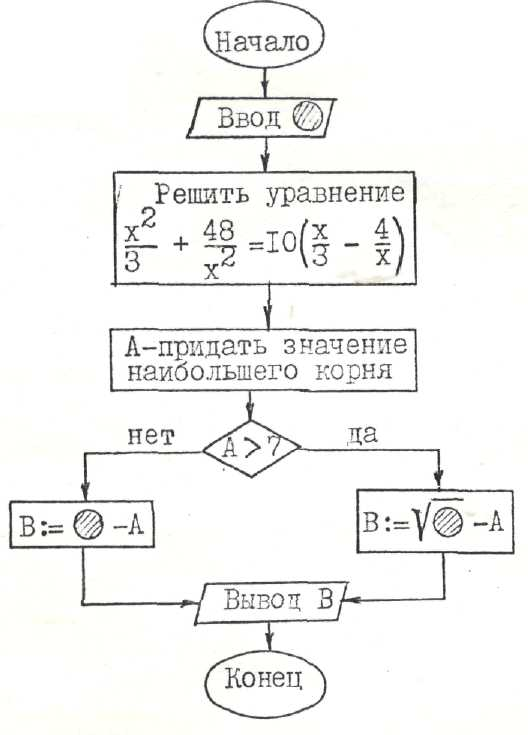 Начало
Ввод
Решить уравнение
x²/3 + 48/x² =10(x/3 - 4/x)
А-придать значение
наибольшего корня
нет
А>7
да
В:= -А
В:=√ -А
Вывод В
Конец